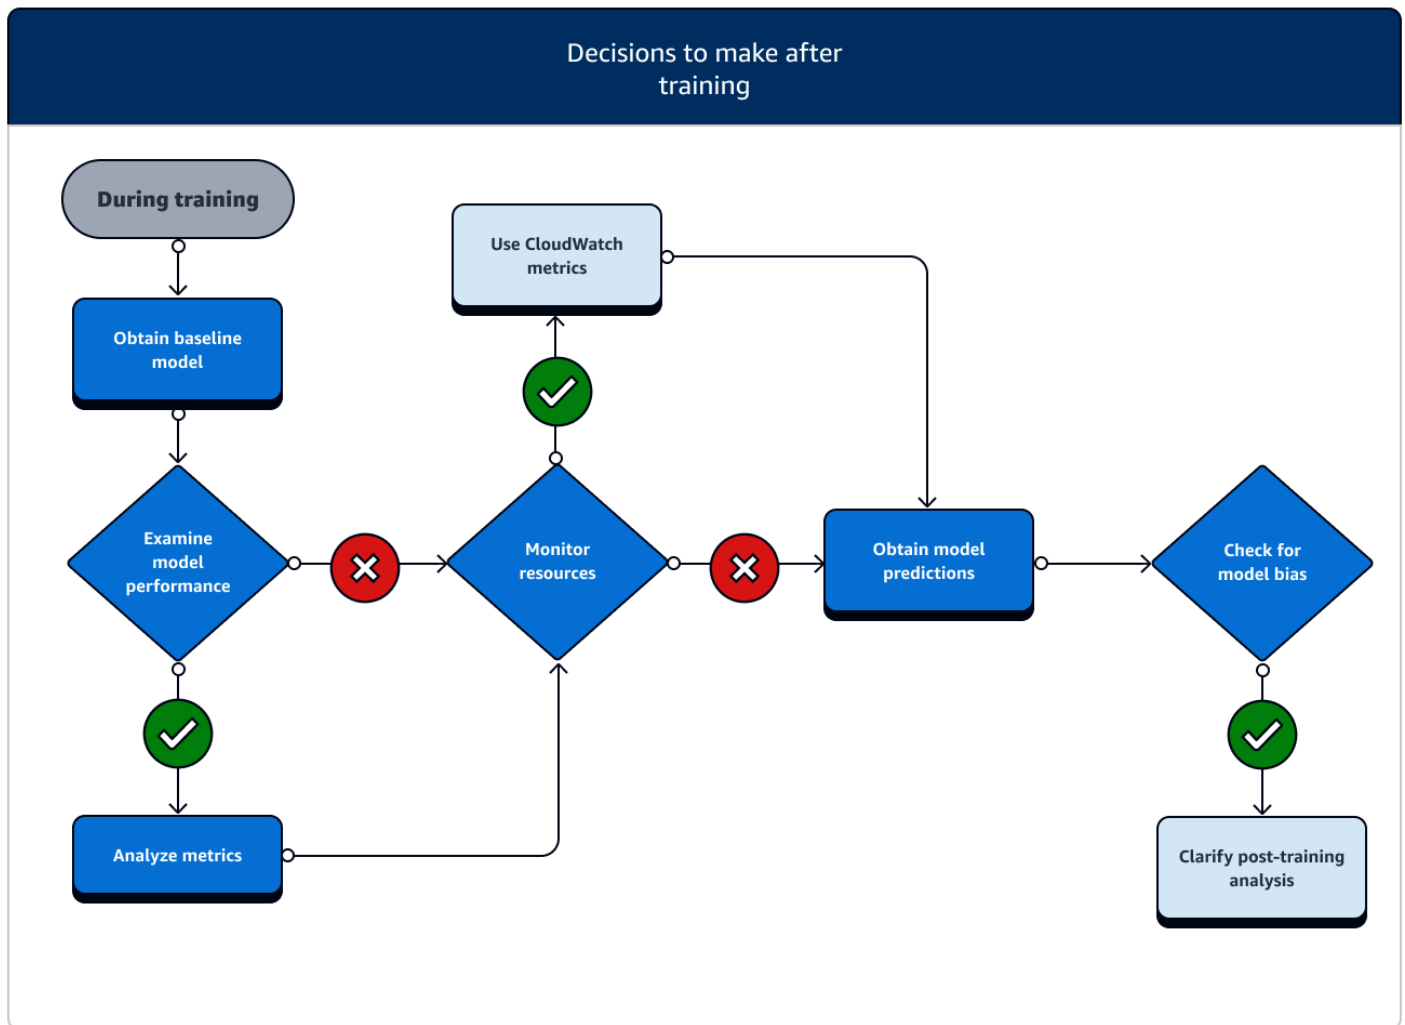 Decisions to make after
training
During training
Obtain baseline
model
Examine
model
performance
Analyze metrics
Use CloudWatch
metrics
Monitor
resources
Obtain model
predictions
Check for
model bias
Clarify post-training
analysis